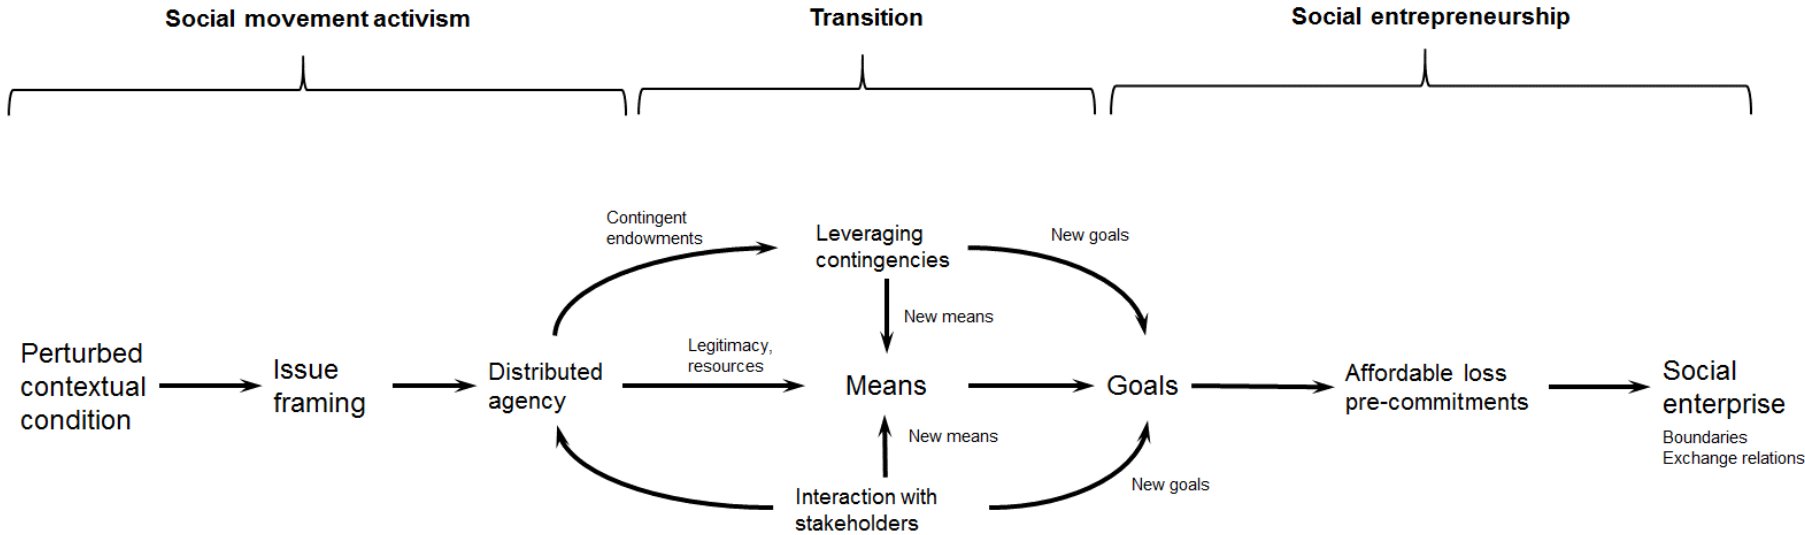 Social movement activism
Transition
Social entrepreneurship
Contingent
endowments
Leveraging
contingencies
New goals
New means
Perturbed
contextual
condition
Issue
framing
Distributed
agency
Legitimacy,
resources
Means
Goals
Affordable loss
pre-commitments
Social
enterprise
Boundaries
Exchange relations
New means
Interaction with
stakeholders
New goals